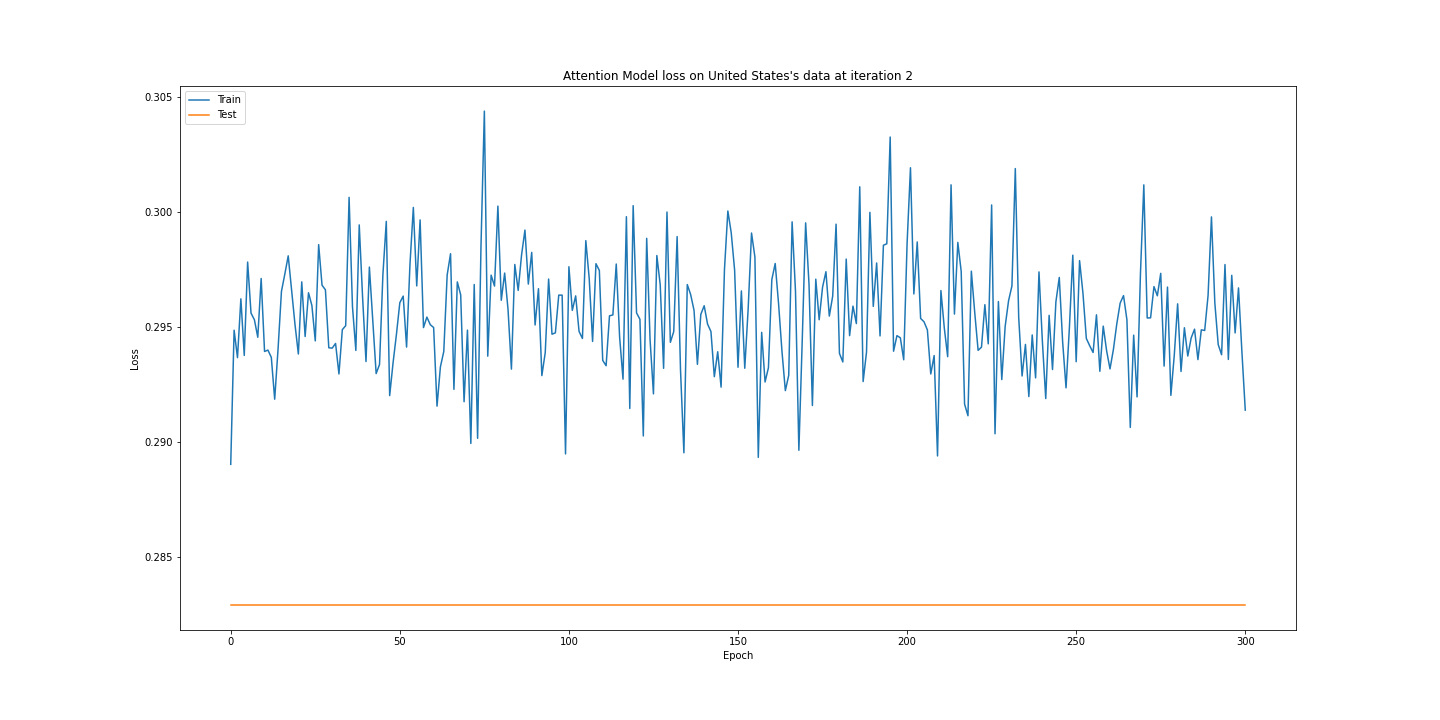 Attention Model loss on United States's data at iteration 2
Train
Test
0.305
0.300
0.295
0.290
0.285
Loss
0 50 100 150 200 250 300
Epoch